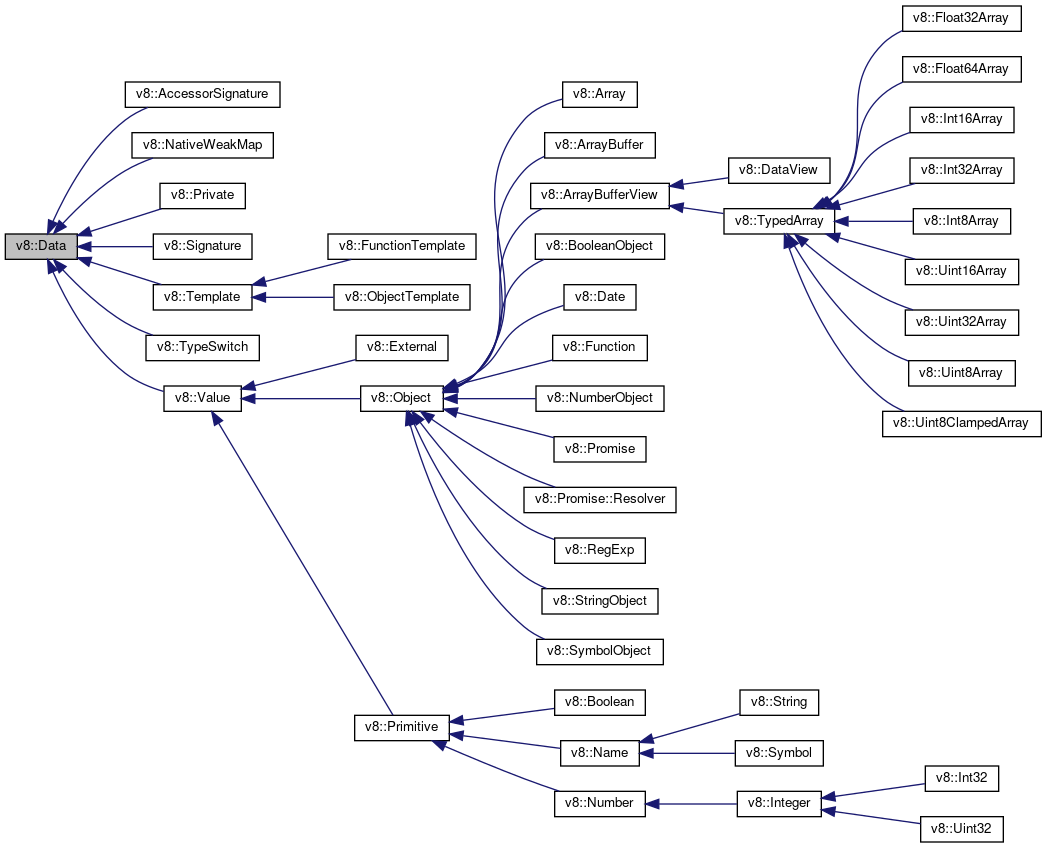 v8::Data
v8::AccessorSignature
v8::NativeWeakMap
v8::Private
v8::Signature
v8::Template
v8::FunctionTemplate
v8::ObjectTemplate
v8::TypeSwitch
v8::Value
v8::External
v8::Object
v8::Array
v8::ArrayBuffer
v8::ArrayBufferView
v8::DataView
v8::TypedArray
v8::Float32Array
v8::Float64Array
v8::Int16Array
v8::Int32Array
v8::Int8Array
v8::Uint16Array
v8::Uint32Array
v8::Uint8Array
v8::Uint8ClampedArray
v8::BooleanObject
v8::Date
v8::Function
v8::NumberObject
v8::Promise
v8::Promise::Resolver
v8::RegExp
v8::StringObject
v8::SymbolObject
v8::Primitive
v8::Boolean
v8::Name
v8::String
v8::Symbol
v8::Number
v8::Integer
v8::Int32
v8::Uint32